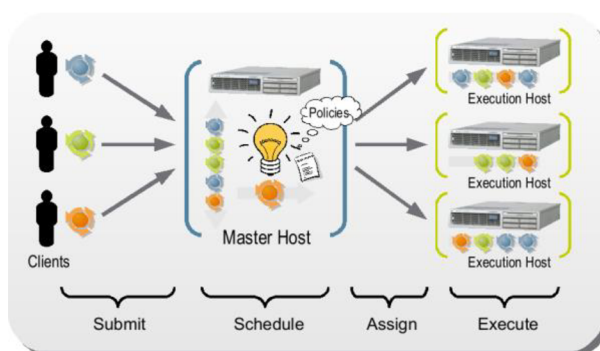 Policies
Execution Host
Execution Host
Execution Host
Master Host
Clients
Submit
Schedule
Assign
Execute